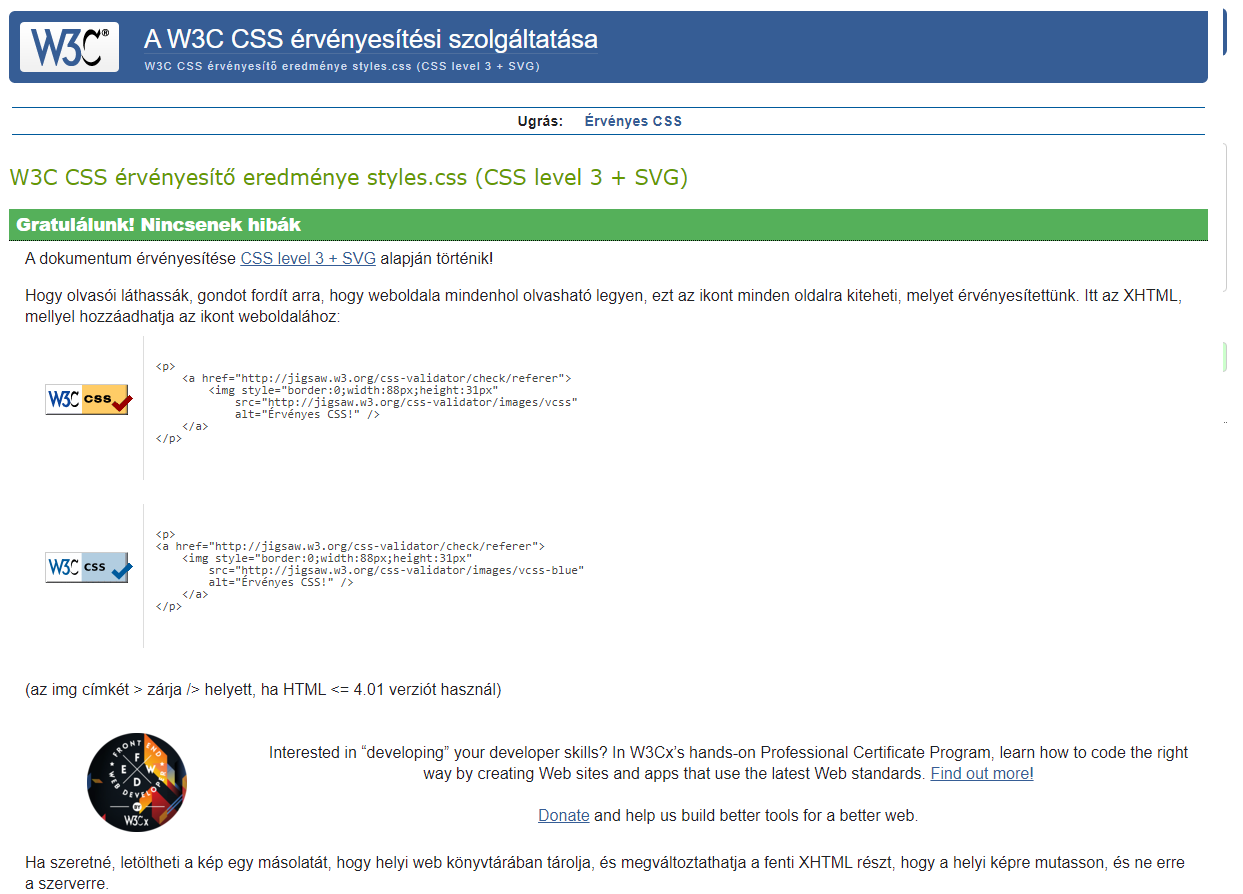 W3C®
A W3C CSS érvényesítési szolgáltatása
W3C CSS érvényesítő eredménye styles.css (CSS level 3 + SVG)
Ugrás: Érvényes CSS
W3C CSS érvényesítő eredménye styles.css (CSS level 3 + SVG)
Gratulálunk! Nincsenek hibák
A dokumentum érvényesítése CSS level 3 + SVG alapján történik!
Hogy olvasói láthassák, gondot fordít arra, hogy weboldala mindenhol olvasható legyen, ezt az ikont minden oldalra kiteheti, melyet érvényesítettünk. Itt az XHTML,
mellyel hozzáadhatja az ikont weboldalához:
W3C css
<p>
<a href="http://jigsaw.w3.org/css-validator/check/referer">
<img style="border:0;width:88px;height:31px"
src="http://jigsaw.w3.org/css-validator/images/vcss"
alt="Érvényes CSS!" />
</a>
</p>
W3C css
<p>
<a href="http://jigsaw.w3.org/css-validator/check/referer">
<img style="border:0;width:88px;height:31px"
src="http://jigsaw.w3.org/css-validator/images/vcss-blue"
alt="Érvényes CSS!" />
</a>
</p>
(az img címkét > zárja /> helyett, ha HTML <= 4.01 verziót használ)
FRONT END
WEB DEVELOPER
F
E W
D
BY
W3Cx
Interested in “developing” your developer skills? In W3Cx’s hands-on Professional Certificate Program, learn how to code the right
way by creating Web sites and apps that use the latest Web standards. Find out more!
Donate and help us build better tools for a better web.
Ha szeretné, letöltheti a kép egy másolatát, hogy helyi web könyvtárában tárolja, és megváltoztathatja a fenti XHTML részt, hogy a helyi képre mutasson, és ne erre
a szerverre.